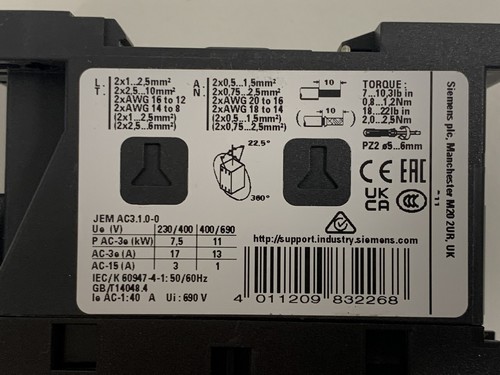 L 2x1...2,5mm²
T: 2x2,5...10mm²
2xAWG 16 to 12
2xAWG 14 to 8
(2x1...2,5mm²)
(2x2,5...6mm²)
A 2x0,5...1,5mm²
N: 2x0,75...2,5mm²
2xAWG 20 to 16
2xAWG 18 to 14
(2x0,5...1,5mm²)
(2x0,75...2,5mm²)
10
10
TORQUE:
7...10,3lb in
0,8...1,2Nm
18...22lb in
2,0...2,5Nm
PZ2 ø5...6mm
22,5°
360°
CE EAC
UK CA CCC
Siemens plc, Manchester M20 2UR, UK
JEM AC3.1.0-0
Ue (V) 230/400 400/690
P AC-3e (kW) 7,5 11
AC-3e (A) 17 13
AC-15 (A) 3 1
IEC/K 60947-4-1: 50/60Hz
GB/T14048.4
Ie AC-1: 40 A Ui: 690 V
http://support.industry.siemens.com
4 011209 832268